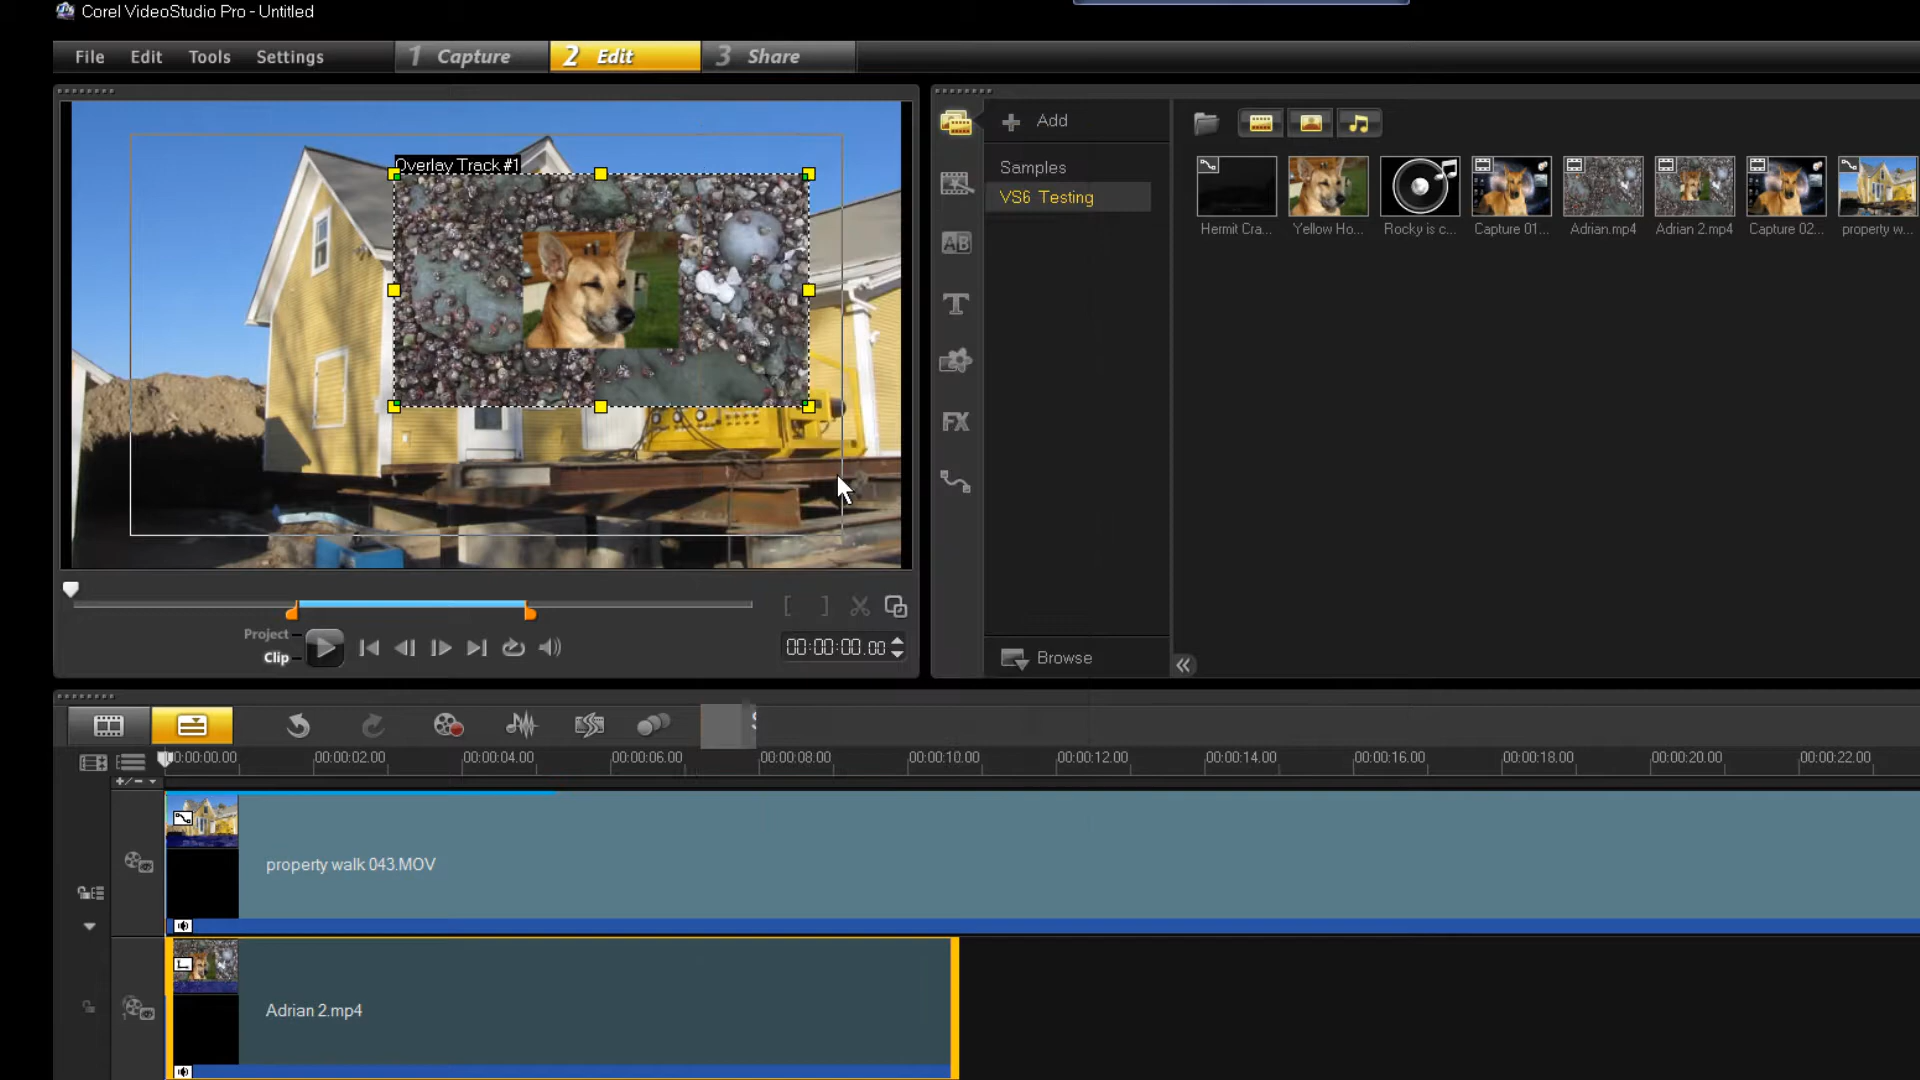 Corel VideoStudio Pro - Untitled
File Edit Tools Settings 1 Capture 2 Edit 3 Share
Add
Samples
VS6 Testing
Hermit Cra... Yellow Ho... Rocky is c... Capture 01... Adrian.mp4 Adrian 2.mp4 Capture 02... property w...
Overlay Track #1
AB
T
FX
Project
Clip
00:00:00.00
Browse
00:00:00.00 00:00:02.00 00:00:04.00 00:00:06.00 00:00:08.00 00:00:10.00 00:00:12.00 00:00:14.00 00:00:16.00 00:00:18.00 00:00:20.00 00:00:22.00
property walk 043.MOV
1
Adrian 2.mp4